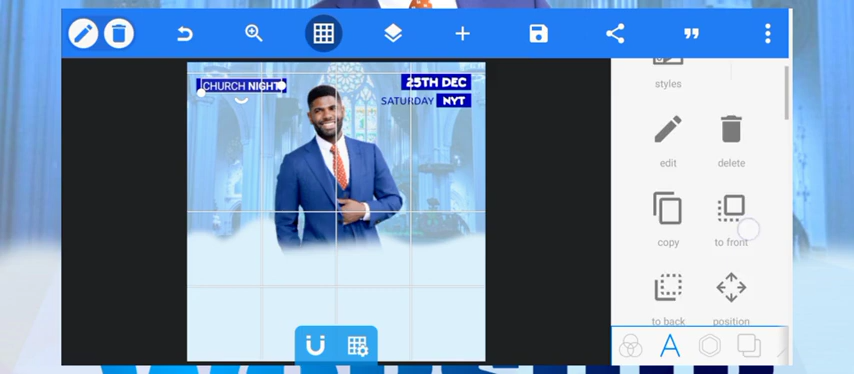 CHURCH NIGHT
25TH DEC
SATURDAY NYT
styles
edit
delete
copy
to front
to back
position
A